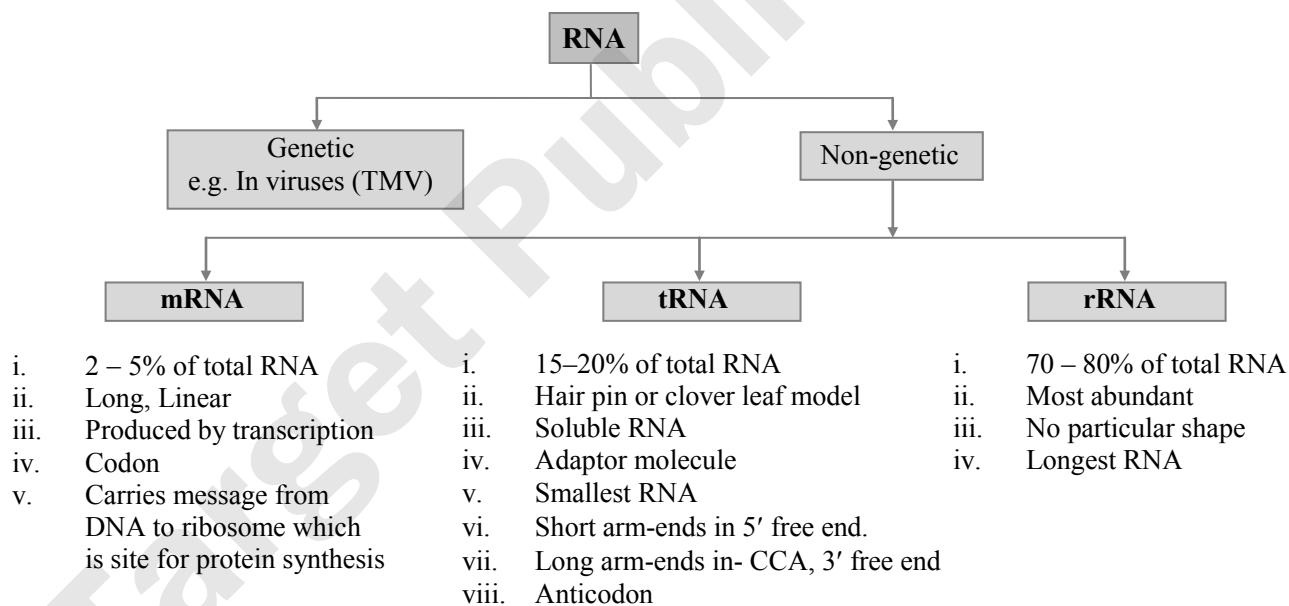 RNA
Genetic
e.g. In viruses (TMV)
Non-genetic
mRNA
i. 2 – 5% of total RNA
ii. Long, Linear
iii. Produced by transcription
iv. Codon
v. Carries message from
DNA to ribosome which
is site for protein synthesis
tRNA
i. 15–20% of total RNA
ii. Hair pin or clover leaf model
iii. Soluble RNA
iv. Adaptor molecule
v. Smallest RNA
vi. Short arm-ends in 5′ free end.
vii. Long arm-ends in- CCA, 3′ free end
viii. Anticodon
rRNA
i. 70 – 80% of total RNA
ii. Most abundant
iii. No particular shape
iv. Longest RNA
Target Publi